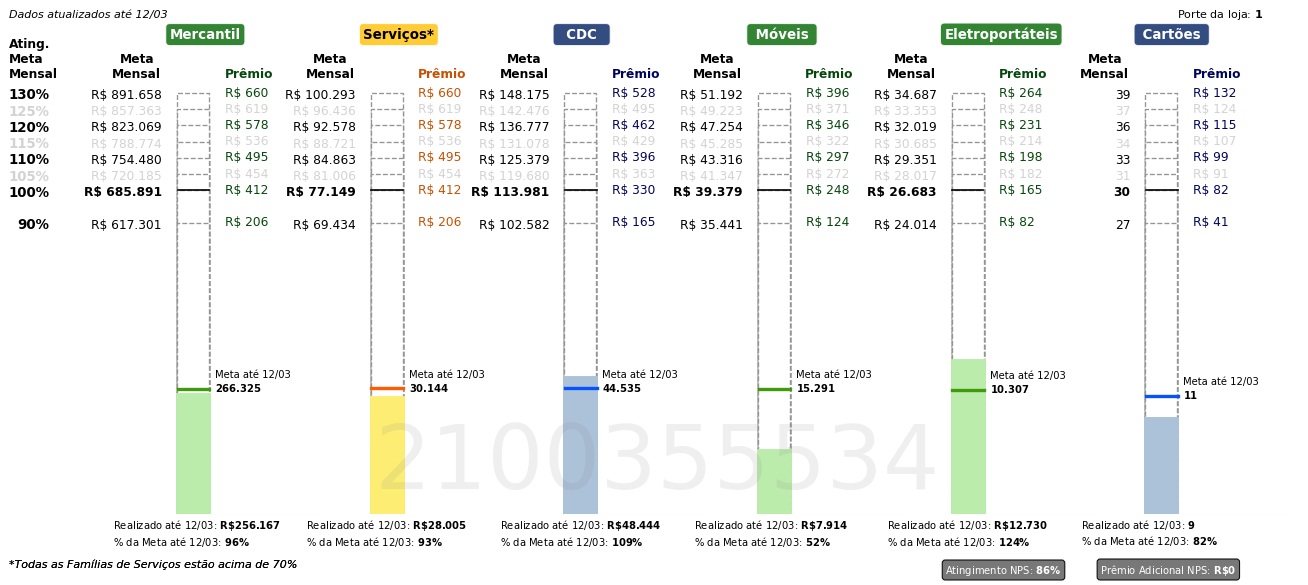 Dados atualizados até 12/03
Porte da loja: 1
Mercantil Serviços* CDC Móveis Eletroportáteis Cartões
Ating. Meta Mensal
Meta Mensal Prêmio Meta Mensal Prêmio Meta Mensal Prêmio Meta Mensal Prêmio Meta Mensal Prêmio Meta Mensal Prêmio
130% R$ 891.658 R$ 660 R$ 100.293 R$ 660 R$ 148.175 R$ 528 R$ 51.192 R$ 396 R$ 34.687 R$ 264 39 R$ 132
125% R$ 857.363 R$ 619 R$ 96.436 R$ 619 R$ 142.476 R$ 495 R$ 49.223 R$ 371 R$ 33.353 R$ 248 37 R$ 124
120% R$ 823.069 R$ 578 R$ 92.578 R$ 578 R$ 136.777 R$ 462 R$ 47.254 R$ 346 R$ 32.019 R$ 231 36 R$ 115
115% R$ 788.774 R$ 536 R$ 88.721 R$ 536 R$ 131.078 R$ 429 R$ 45.285 R$ 322 R$ 30.685 R$ 214 34 R$ 107
110% R$ 754.480 R$ 495 R$ 84.863 R$ 495 R$ 125.379 R$ 396 R$ 43.316 R$ 297 R$ 29.351 R$ 198 33 R$ 99
105% R$ 720.185 R$ 454 R$ 81.006 R$ 454 R$ 119.680 R$ 363 R$ 41.347 R$ 272 R$ 28.017 R$ 182 31 R$ 91
100% R$ 685.891 R$ 412 R$ 77.149 R$ 412 R$ 113.981 R$ 330 R$ 39.379 R$ 248 R$ 26.683 R$ 165 30 R$ 82
90% R$ 617.301 R$ 206 R$ 69.434 R$ 206 R$ 102.582 R$ 165 R$ 35.441 R$ 124 R$ 24.014 R$ 82 27 R$ 41
Meta até 12/03 Meta até 12/03 Meta até 12/03 Meta até 12/03 Meta até 12/03 Meta até 12/03
266.325 30.144 44.535 15.291 10.307 11
2100355534
Realizado até 12/03: R$256.167 Realizado até 12/03: R$28.005 Realizado até 12/03: R$48.444 Realizado até 12/03: R$7.914 Realizado até 12/03: R$12.730 Realizado até 12/03: 9
% da Meta até 12/03: 96% % da Meta até 12/03: 93% % da Meta até 12/03: 109% % da Meta até 12/03: 52% % da Meta até 12/03: 124% % da Meta até 12/03: 82%
*Todas as Famílias de Serviços estão acima de 70%
Atingimento NPS: 86% Prêmio Adicional NPS: R$0